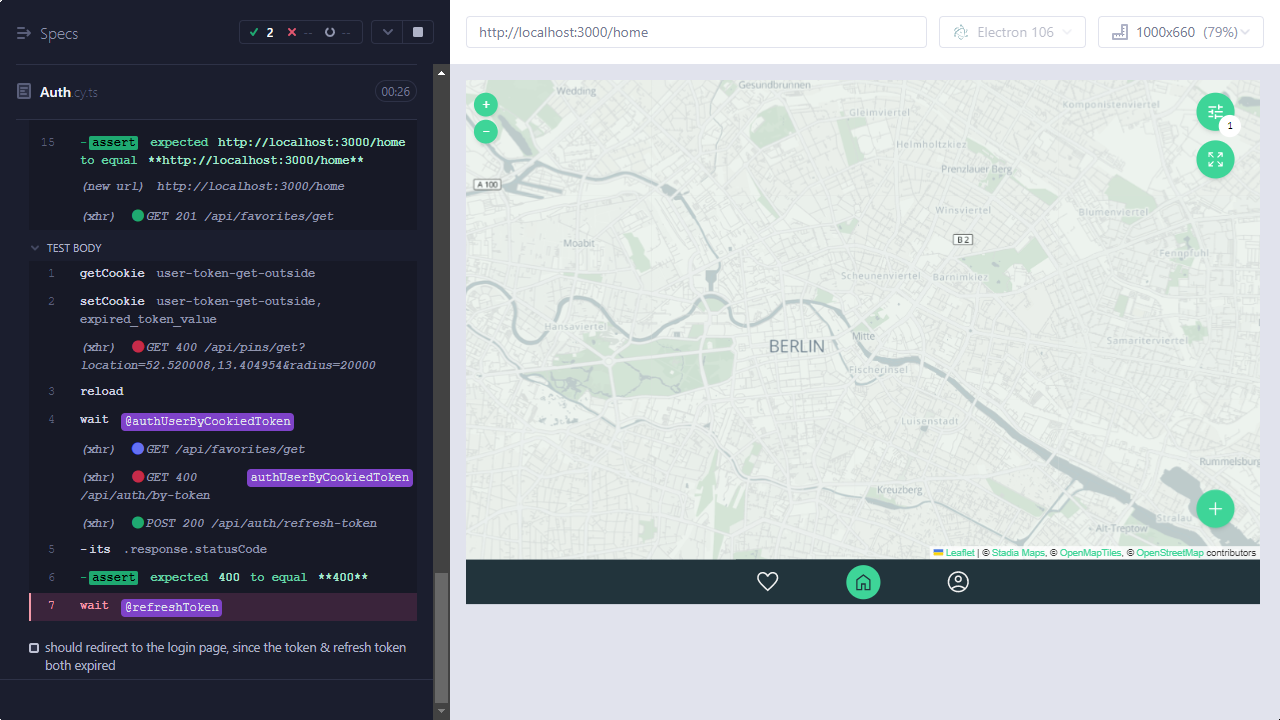 Specs
2
--
--
Auth.cy.ts
00:26
15 -assert expected http://localhost:3000/home
to equal **http://localhost:3000/home**
(new url) http://localhost:3000/home
(xhr) GET 201 /api/favorites/get
TEST BODY
1 getCookie user-token-get-outside
2 setCookie user-token-get-outside,
expired_token_value
(xhr) GET 400 /api/pins/get?
location=52.520008,13.404954&radius=20000
3 reload
4 wait @authUserByCookiedToken
(xhr) GET /api/favorites/get
(xhr) GET 400 authUserByCookiedToken
/api/auth/by-token
(xhr) POST 200 /api/auth/refresh-token
5 -its .response.statusCode
6 -assert expected 400 to equal **400**
7 wait @refreshToken
should redirect to the login page, since the token & refresh token
both expired
http://localhost:3000/home
Electron 106
1000x660 (79%)
+
−
1
Wedding
Gesundbrunnen
Gleimviertel
Komponistenviertel
Helmholtzkiez
Prenzlauer Berg
A 100
Winsviertel
Blumenviertel
Moabit
B 2
Fennpfuhl
Scheunenviertel
Barnimkiez
Hansaviertel
Mitte
BERLIN
Samariterviertel
Fischerinsel
Luisenstadt
Rummelsburg
Kreuzberg
Stralau
Alt-Treptow
+
Leaflet | © Stadia Maps, © OpenMapTiles, © OpenStreetMap contributors